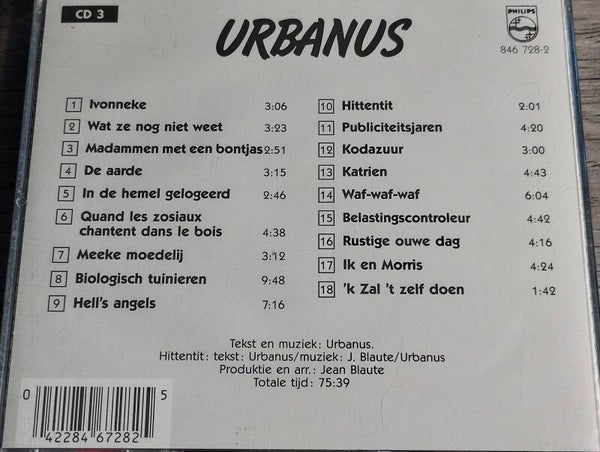 CD 3
URBANUS
PHILIPS
846 728-2
1 Ivonneke 3:06
2 Wat ze nog niet weet 3:23
3 Madammen met een bontjas 2:51
4 De aarde 3:15
5 In de hemel gelogeerd 2:46
6 Quand les zosiaux
chantent dans le bois 4:38
7 Meeke moedelij 3:12
8 Biologisch tuinieren 9:48
9 Hell's angels 7:16
10 Hittentit 2:01
11 Publiciteitsjaren 4:20
12 Kodazuur 3:00
13 Katrien 4:43
14 Waf-waf-waf 6:04
15 Belastingscontroleur 4:42
16 Rustige ouwe dag 4:16
17 Ik en Morris 4:24
18 'k Zal 't zelf doen 1:42
Tekst en muziek: Urbanus.
Hittentit: tekst: Urbanus/muziek: J. Blaute/Urbanus
Produktie en arr.: Jean Blaute
Totale tijd: 75:39
0 42284 67282 5